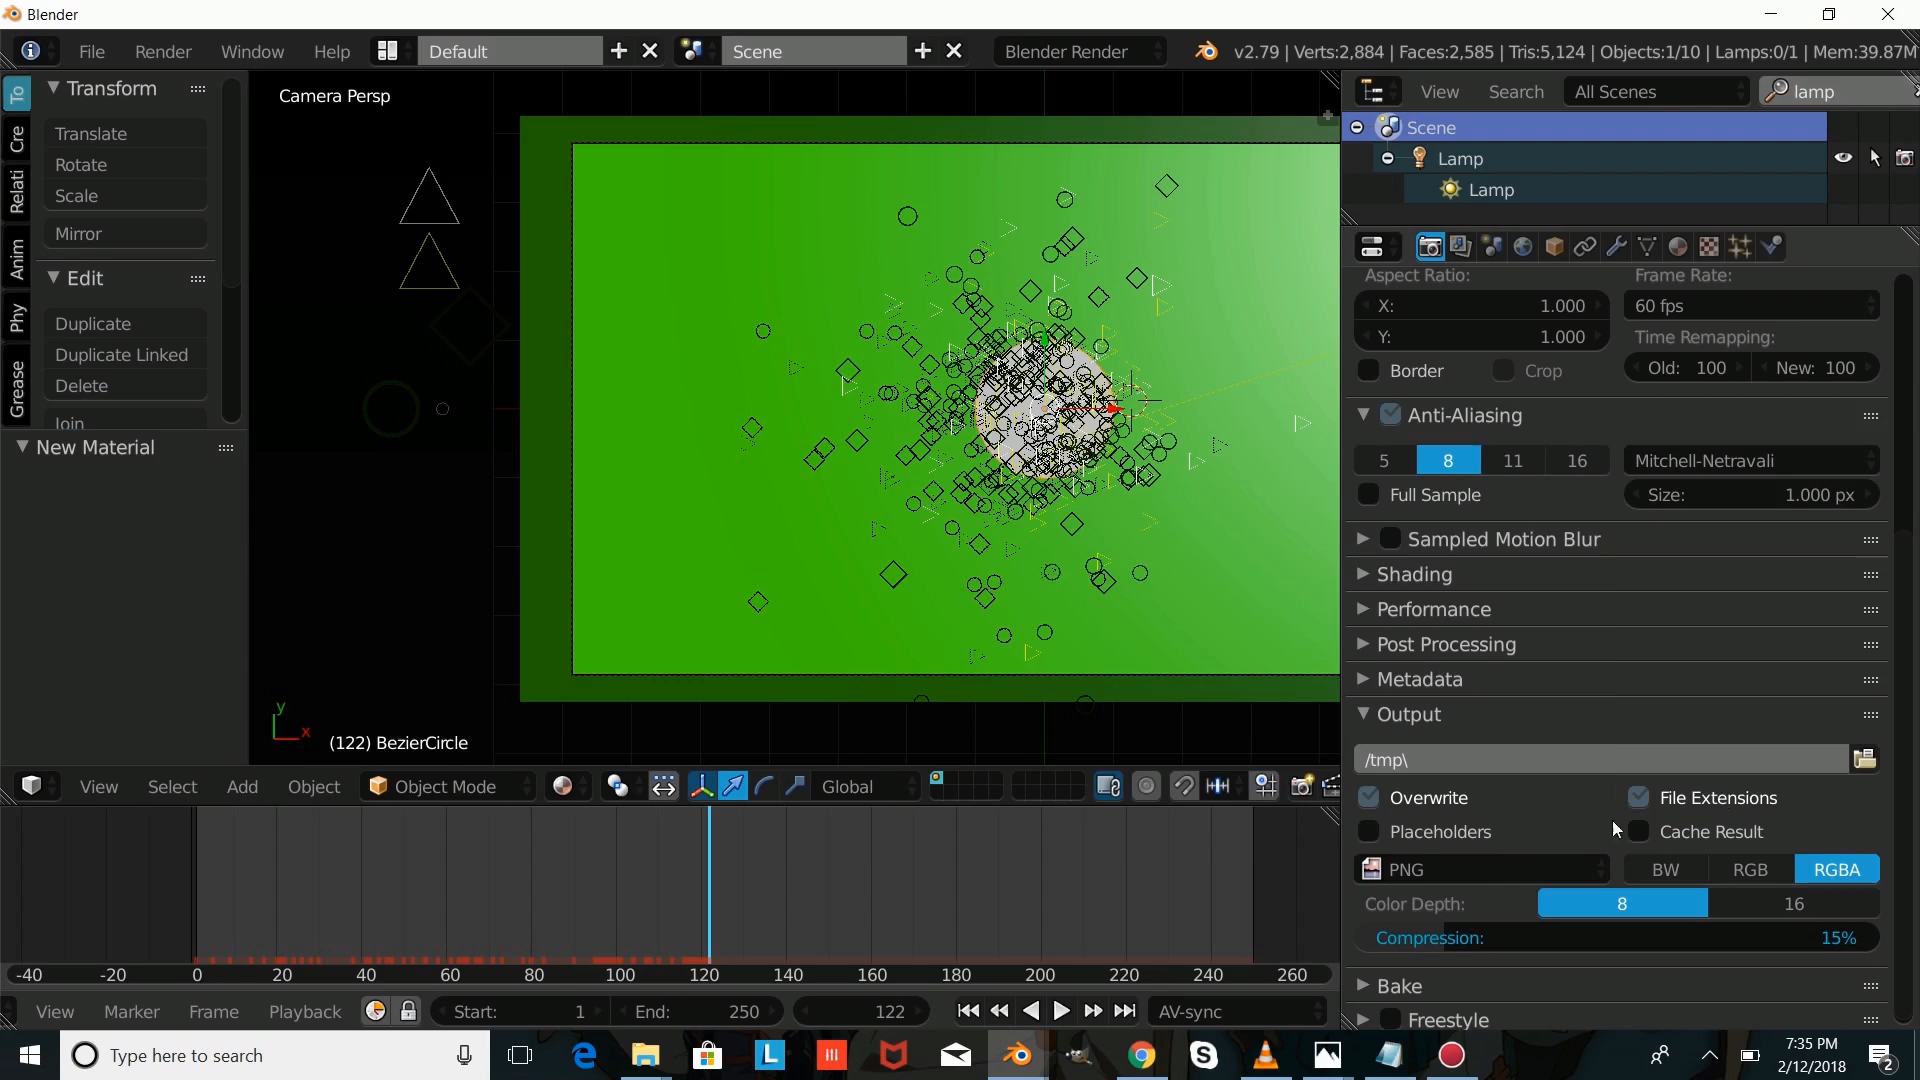 Blender
File Render Window Help Default Scene Blender Render v2.79 | Verts:2,884 | Faces:2,585 | Tris:5,124 | Objects:1/10 | Lamps:0/1 | Mem:39.87M
To
Cre
Relati
Anim
Phy
Grease
Transform
Translate
Rotate
Scale
Mirror
Edit
Duplicate
Duplicate Linked
Delete
Join
New Material
Camera Persp
y
x
(122) BezierCircle
View Search All Scenes lamp
Scene
Lamp
Lamp
Aspect Ratio: Frame Rate:
X: 1.000 60 fps
Y: 1.000 Time Remapping:
Border Crop Old: 100 New: 100
Anti-Aliasing
5 8 11 16 Mitchell-Netravali
Full Sample Size: 1.000 px
Sampled Motion Blur
Shading
Performance
Post Processing
Metadata
Output
/tmp\
Overwrite File Extensions
Placeholders Cache Result
PNG BW RGB RGBA
Color Depth: 8 16
Compression: 15%
Bake
Freestyle
View Select Add Object Object Mode Global
-40 -20 0 20 40 60 80 100 120 140 160 180 200 220 240 260
View Marker Frame Playback Start: 1 End: 250 122 AV-sync
Type here to search
L
7:35 PM
2/12/2018
2